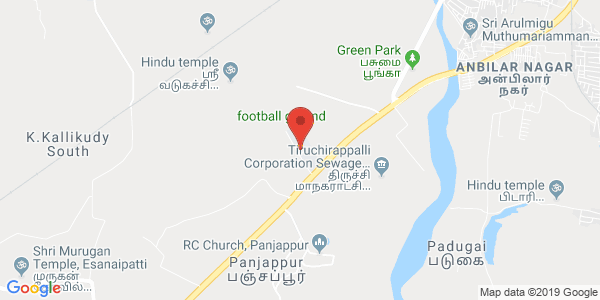 Sri Arulmigu
Muthumariamman...
Hindu temple
ஸ்ரீ
வடுகச்சி...
Green Park
பசுமை
பூங்கா
ANBILAR NAGAR
அன்பிலார்
நகர்
football g
nd
K.Kallikudy
South
Tiruchirappalli
Corporation Sewage...
திருச்சி
மாநகராட்சி...
Hindu temple
பிடாரி...
Shri Murugan
Temple, Esanaipatti
முருகன்
RC Church, Panjappur
Panjappur
பஞ்சப்பூர்
Padugai
படுகை
Google
Map data ©2019 Google